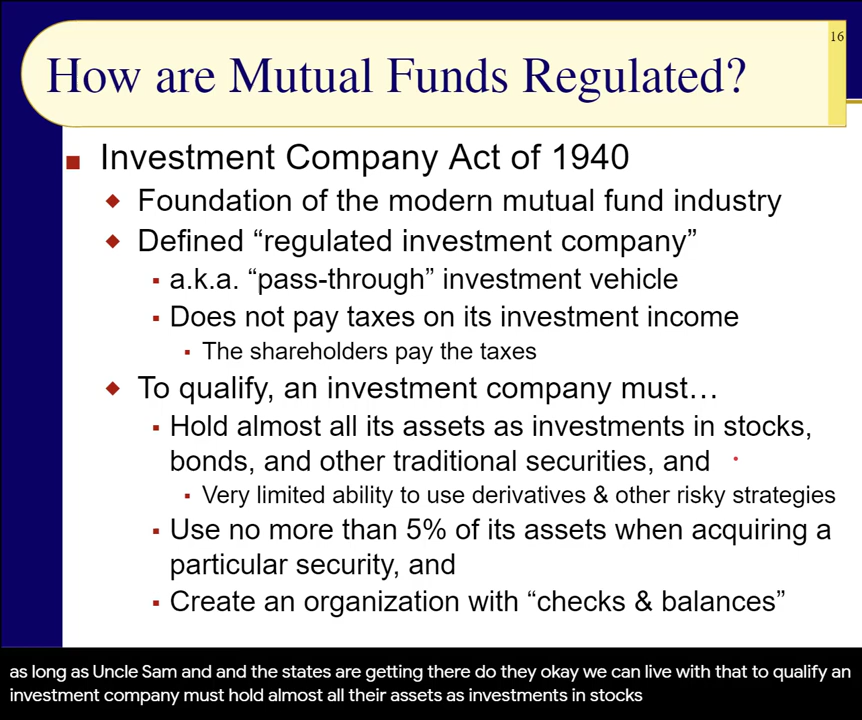 16
How are Mutual Funds Regulated?
Investment Company Act of 1940
Foundation of the modern mutual fund industry
Defined “regulated investment company”
a.k.a. “pass-through” investment vehicle
Does not pay taxes on its investment income
The shareholders pay the taxes
To qualify, an investment company must…
Hold almost all its assets as investments in stocks,
bonds, and other traditional securities, and
Very limited ability to use derivatives & other risky strategies
Use no more than 5% of its assets when acquiring a
particular security, and
Create an organization with “checks & balances”
as long as Uncle Sam and and the states are getting there do they okay we can live with that to qualify an
investment company must hold almost all their assets as investments in stocks